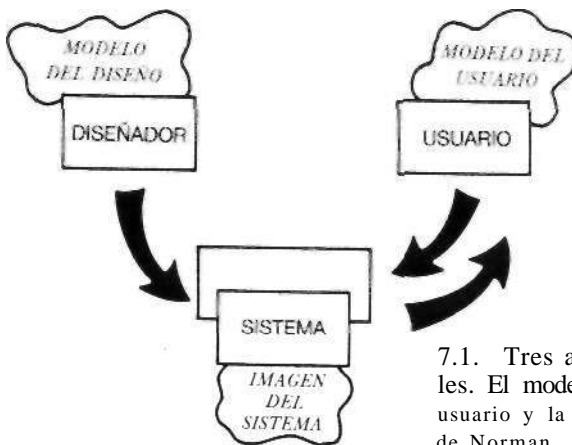 MODELO
DEL DISEÑO
DISEÑADOR
MODELO DEL
USUARIO
USUARIO
SISTEMA
IMAGEN
DEL
SISTEMA
7.1. Tres a
les. El mode
usuario y la
de Norman